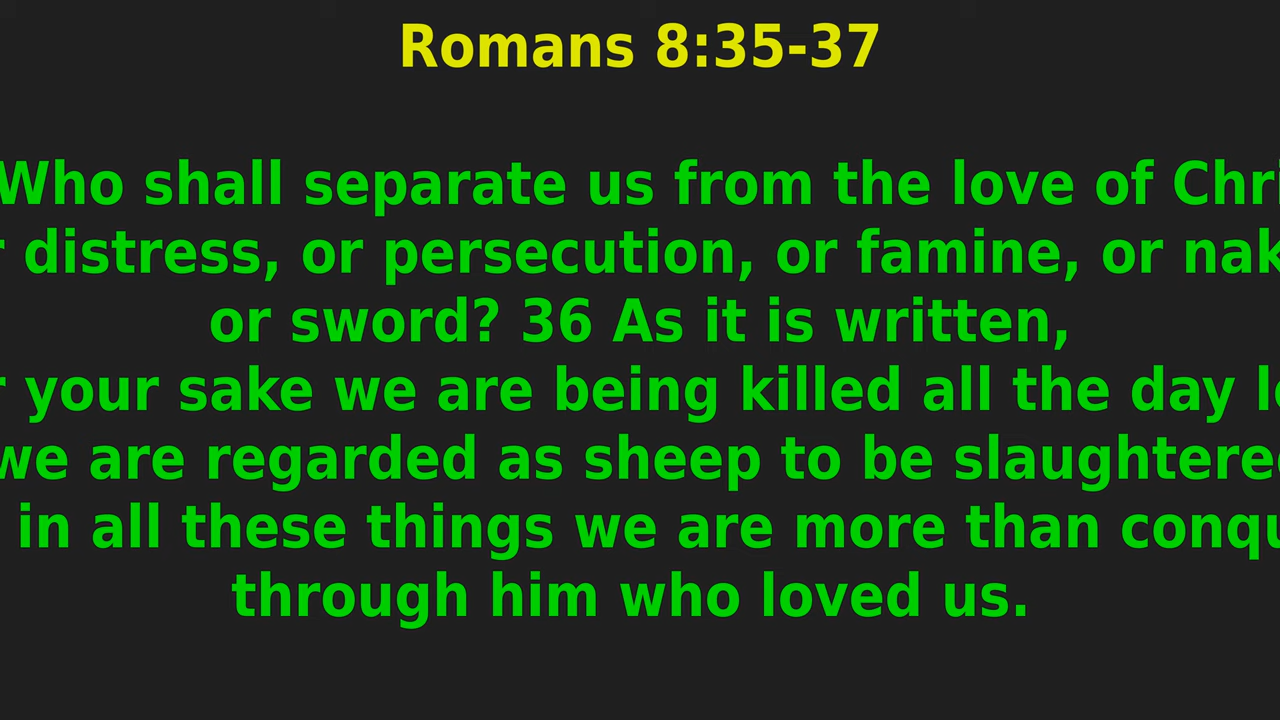 Romans 8:35-37
Who shall separate us from the love of Chri
distress, or persecution, or famine, or nak
or sword? 36 As it is written,
your sake we are being killed all the day l
we are regarded as sheep to be slaughtered
in all these things we are more than conqu
through him who loved us.